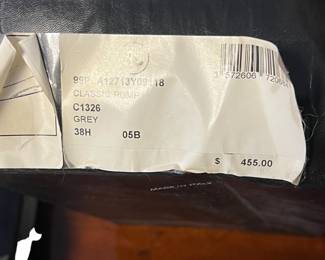 CLASSIC PUMP
C1326
GREY
38H 05B
$ 455.00
MADE IN ITALY